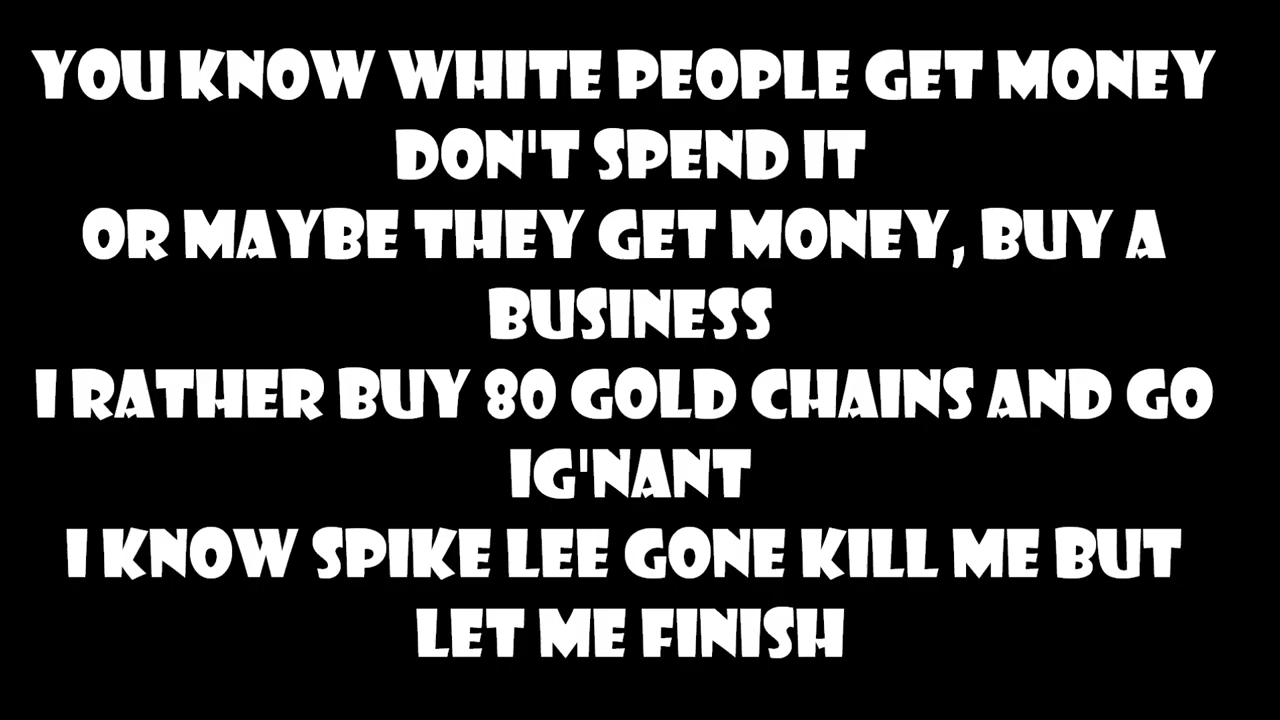 YOU KNOW WHITE PEOPLE GET MONEY
DON'T SPEND IT
OR MAYBE THEY GET MONEY, BUY A
BUSINESS
I RATHER BUY 80 GOLD CHAINS AND GO
IG'NANT
I KNOW SPIKE LEE GONE KILL ME BUT
LET ME FINISH